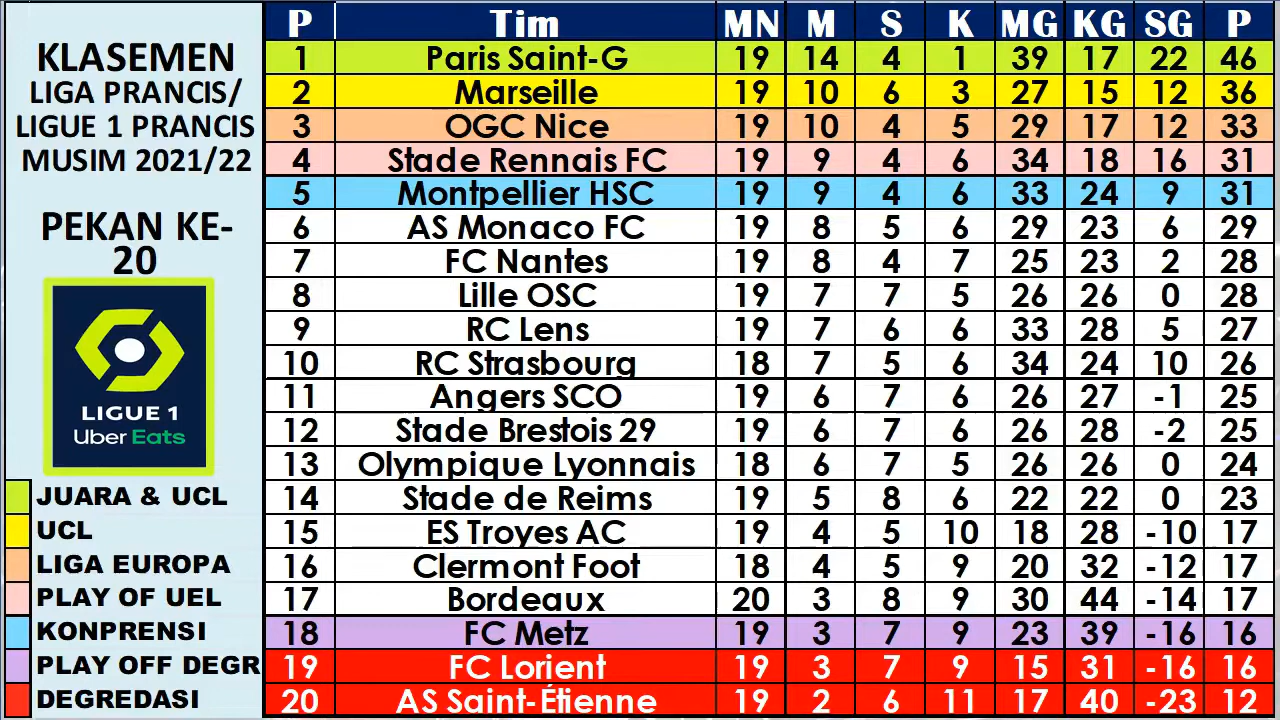 KLASEMEN
LIGA PRANCIS/
LIGUE 1 PRANCIS
MUSIM 2021/22
PEKAN KE-
20
LIGUE 1
Uber Eats
JUARA & UCL
UCL
LIGA EUROPA
PLAY OF UEL
KONPRENSI
PLAY OFF DEGR
DEGREDASI
P Tim MN M S K MG KG SG P
1 Paris Saint-G 19 14 4 1 39 17 22 46
2 Marseille 19 10 6 3 27 15 12 36
3 OGC Nice 19 10 4 5 29 17 12 33
4 Stade Rennais FC 19 9 4 6 34 18 16 31
5 Montpellier HSC 19 9 4 6 33 24 9 31
6 AS Monaco FC 19 8 5 6 29 23 6 29
7 FC Nantes 19 8 4 7 25 23 2 28
8 Lille OSC 19 7 7 5 26 26 0 28
9 RC Lens 19 7 6 6 33 28 5 27
10 RC Strasbourg 18 7 5 6 34 24 10 26
11 Angers SCO 19 6 7 6 26 27 -1 25
12 Stade Brestois 29 19 6 7 6 26 28 -2 25
13 Olympique Lyonnais 18 6 7 5 26 26 0 24
14 Stade de Reims 19 5 8 6 22 22 0 23
15 ES Troyes AC 19 4 5 10 18 28 -10 17
16 Clermont Foot 18 4 5 9 20 32 -12 17
17 Bordeaux 20 3 8 9 30 44 -14 17
18 FC Metz 19 3 7 9 23 39 -16 16
19 FC Lorient 19 3 7 9 15 31 -16 16
20 AS Saint-Étienne 19 2 6 11 17 40 -23 12